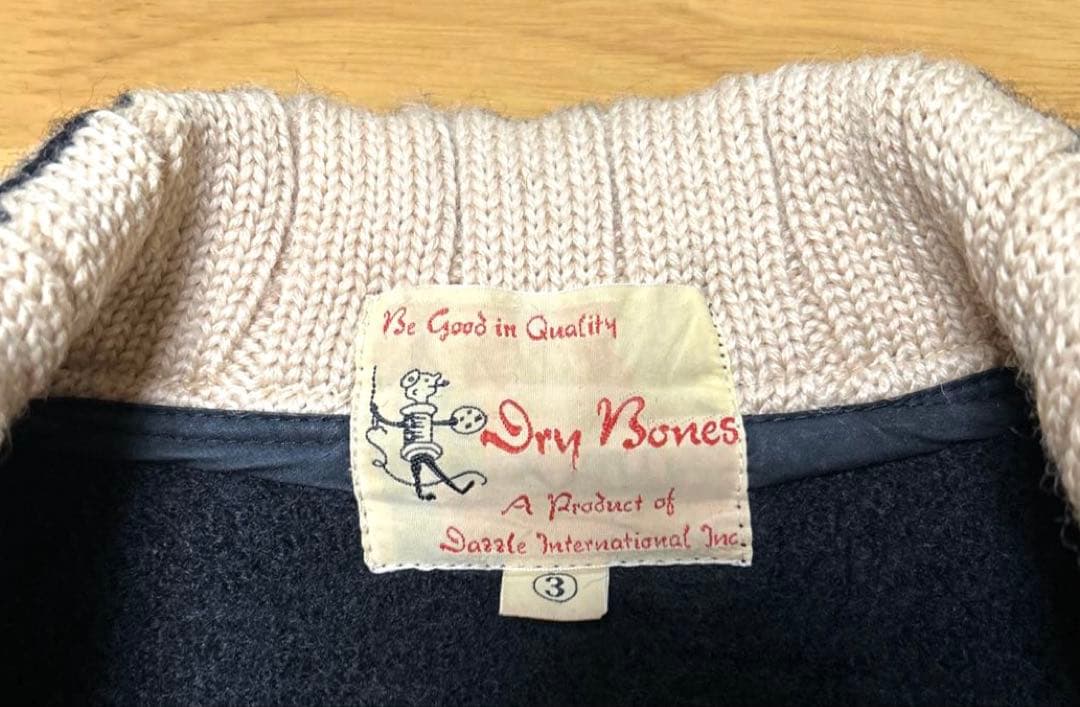 Be Good in Quality
Dry Bones
A Product of
Dazzle International Inc.
③